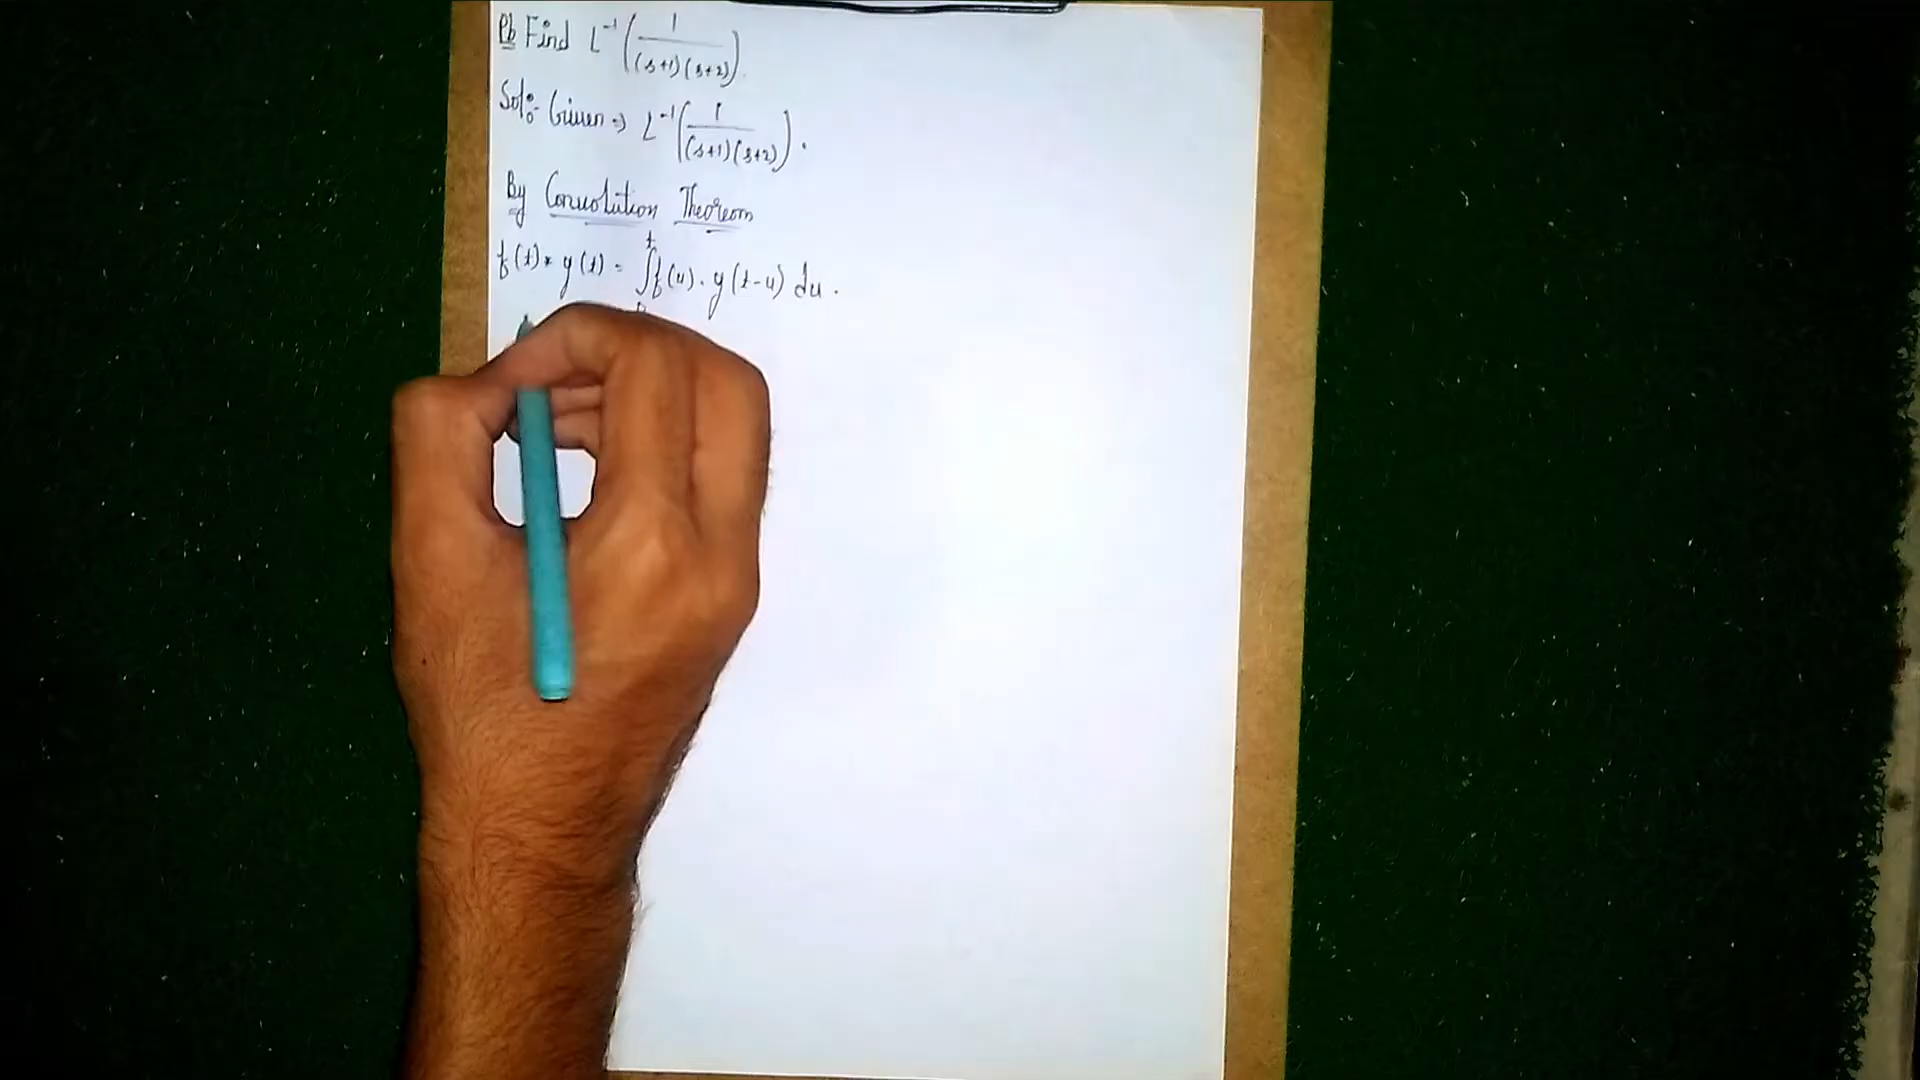 Pb Find L⁻¹(1/((s+1)(s+2))).
Sol:- Given => L⁻¹(1/((s+1)(s+2))).
By Convolution Theorem
f(t) * y(t) = ∫₀ᵗ f(u) . y(t-u) du .